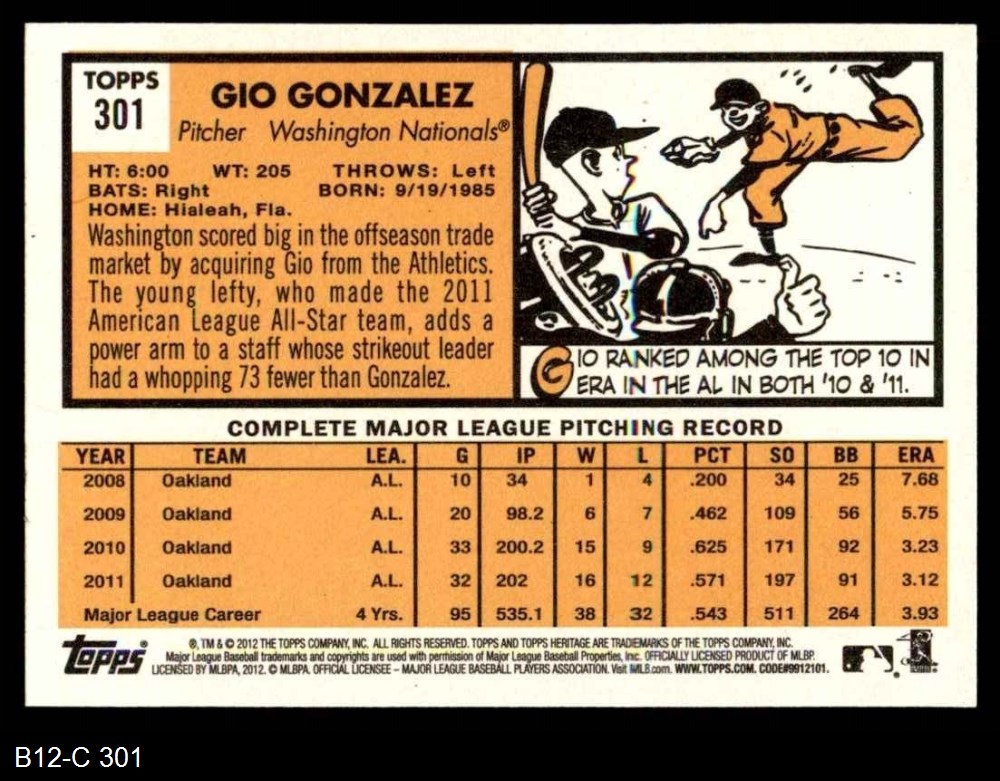 TOPPS
301
GIO GONZALEZ
Pitcher Washington Nationals®
HT: 6:00 WT: 205 THROWS: Left
BATS: Right BORN: 9/19/1985
HOME: Hialeah, Fla.
Washington scored big in the offseason trade
market by acquiring Gio from the Athletics.
The young lefty, who made the 2011
American League All-Star team, adds a
power arm to a staff whose strikeout leader
had a whopping 73 fewer than Gonzalez.
GIO RANKED AMONG THE TOP 10 IN
ERA IN THE AL IN BOTH '10 & '11.
COMPLETE MAJOR LEAGUE PITCHING RECORD
YEAR TEAM LEA. G IP W L PCT SO BB ERA
2008 Oakland A.L. 10 34 1 4 .200 34 25 7.68
2009 Oakland A.L. 20 98.2 6 7 .462 109 56 5.75
2010 Oakland A.L. 33 200.2 15 9 .625 171 92 3.23
2011 Oakland A.L. 32 202 16 12 .571 197 91 3.12
Major League Career 4 Yrs. 95 535.1 38 32 .543 511 264 3.93
Topps®
®, TM & © 2012 THE TOPPS COMPANY, INC. ALL RIGHTS RESERVED. TOPPS AND TOPPS HERITAGE ARE TRADEMARKS OF THE TOPPS COMPANY, INC.
Major League Baseball trademarks and copyrights are used with permission of Major League Baseball Properties, Inc. OFFICIALLY LICENSED PRODUCT OF MLBP.
LICENSED BY MLBPA, 2012. © MLBPA. OFFICIAL LICENSEE – MAJOR LEAGUE BASEBALL PLAYERS ASSOCIATION. Visit MLB.com. WWW.TOPPS.COM. CODE#9912101.
B12-C 301